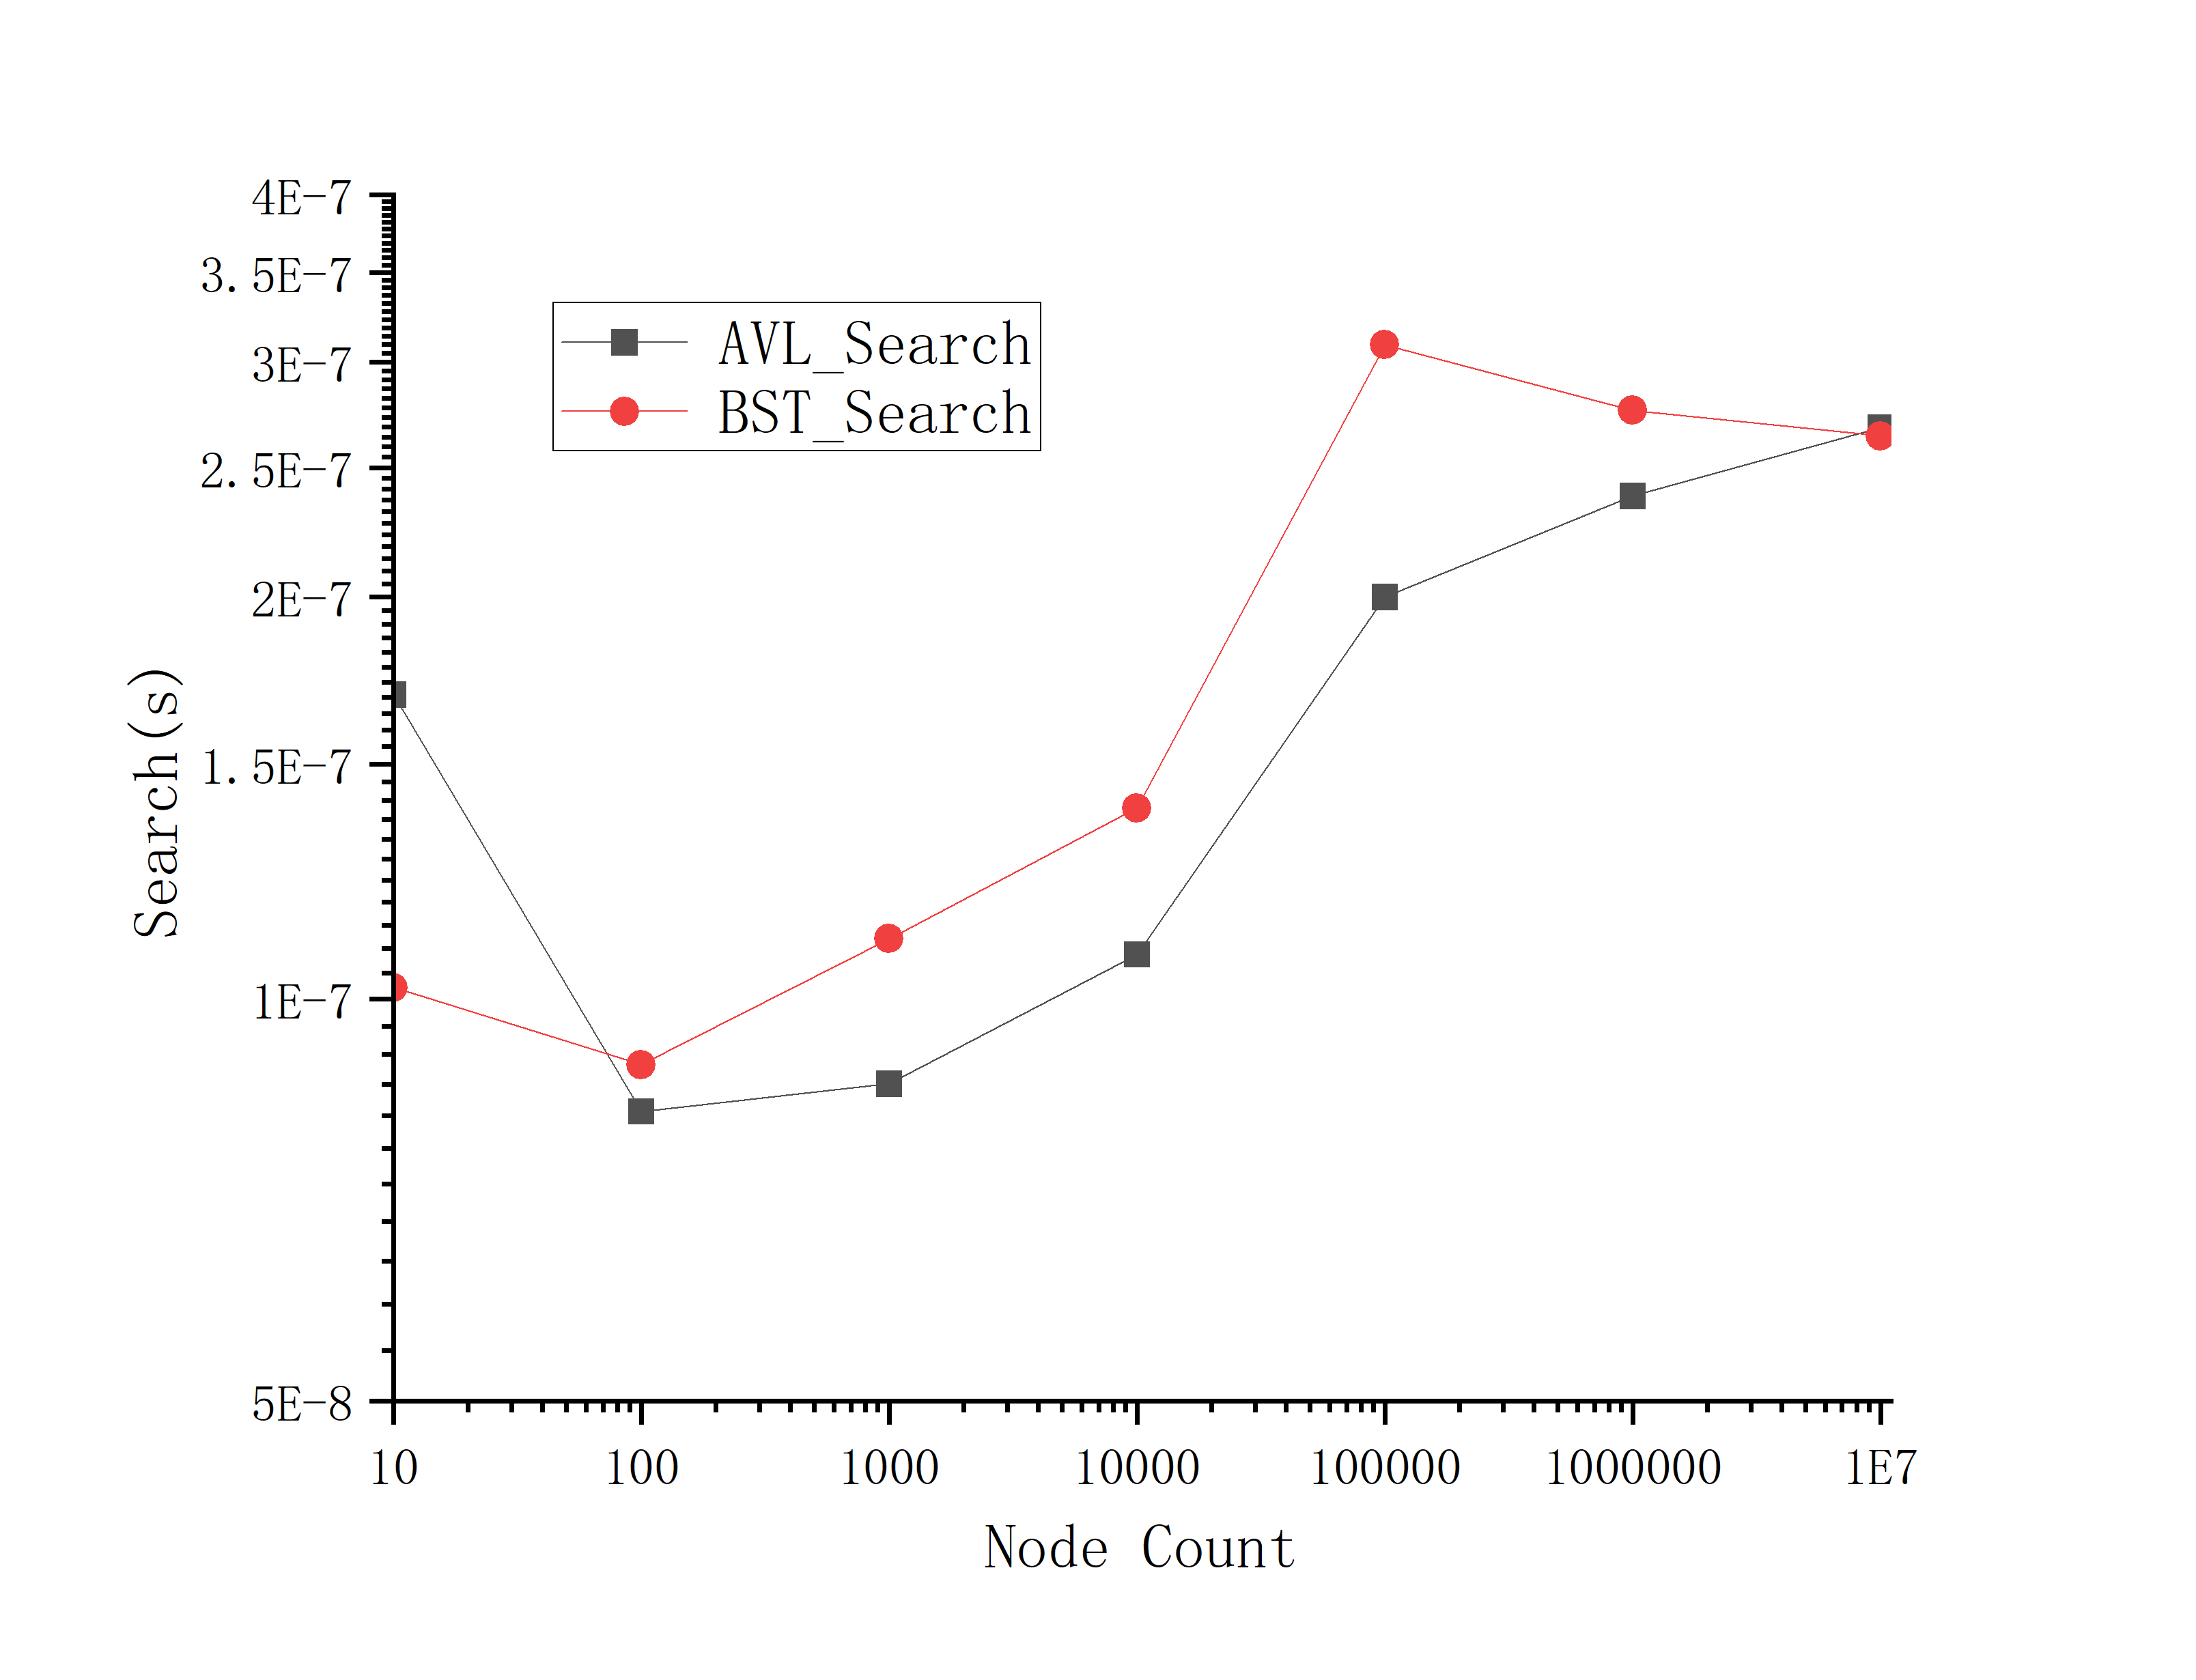 4E-7
3.5E-7
3E-7
2.5E-7
2E-7
1.5E-7
1E-7
5E-8
Search(s)
AVL_Search
BST_Search
10 100 1000 10000 100000 1000000 1E7
Node Count